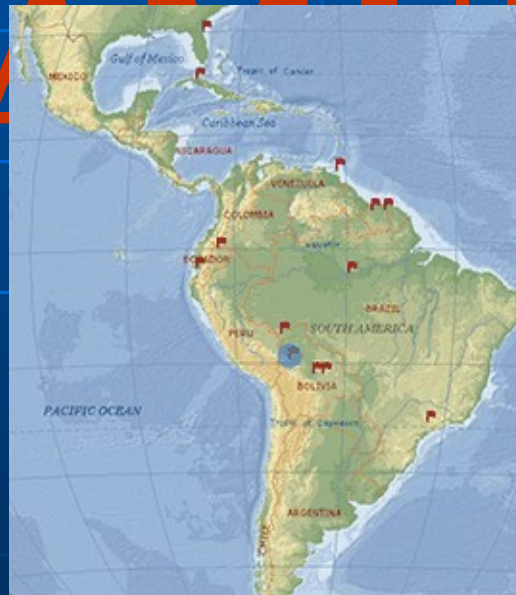 Gulf of Mexico
Tropic of Cancer
MEXICO
Caribbean Sea
NICARAGUA
VENEZUELA
COLOMBIA
Equator
ECUADOR
BRAZIL
PERU
SOUTH AMERICA
BOLIVIA
PACIFIC OCEAN
Tropic of Capricorn
ARGENTINA
CHILE